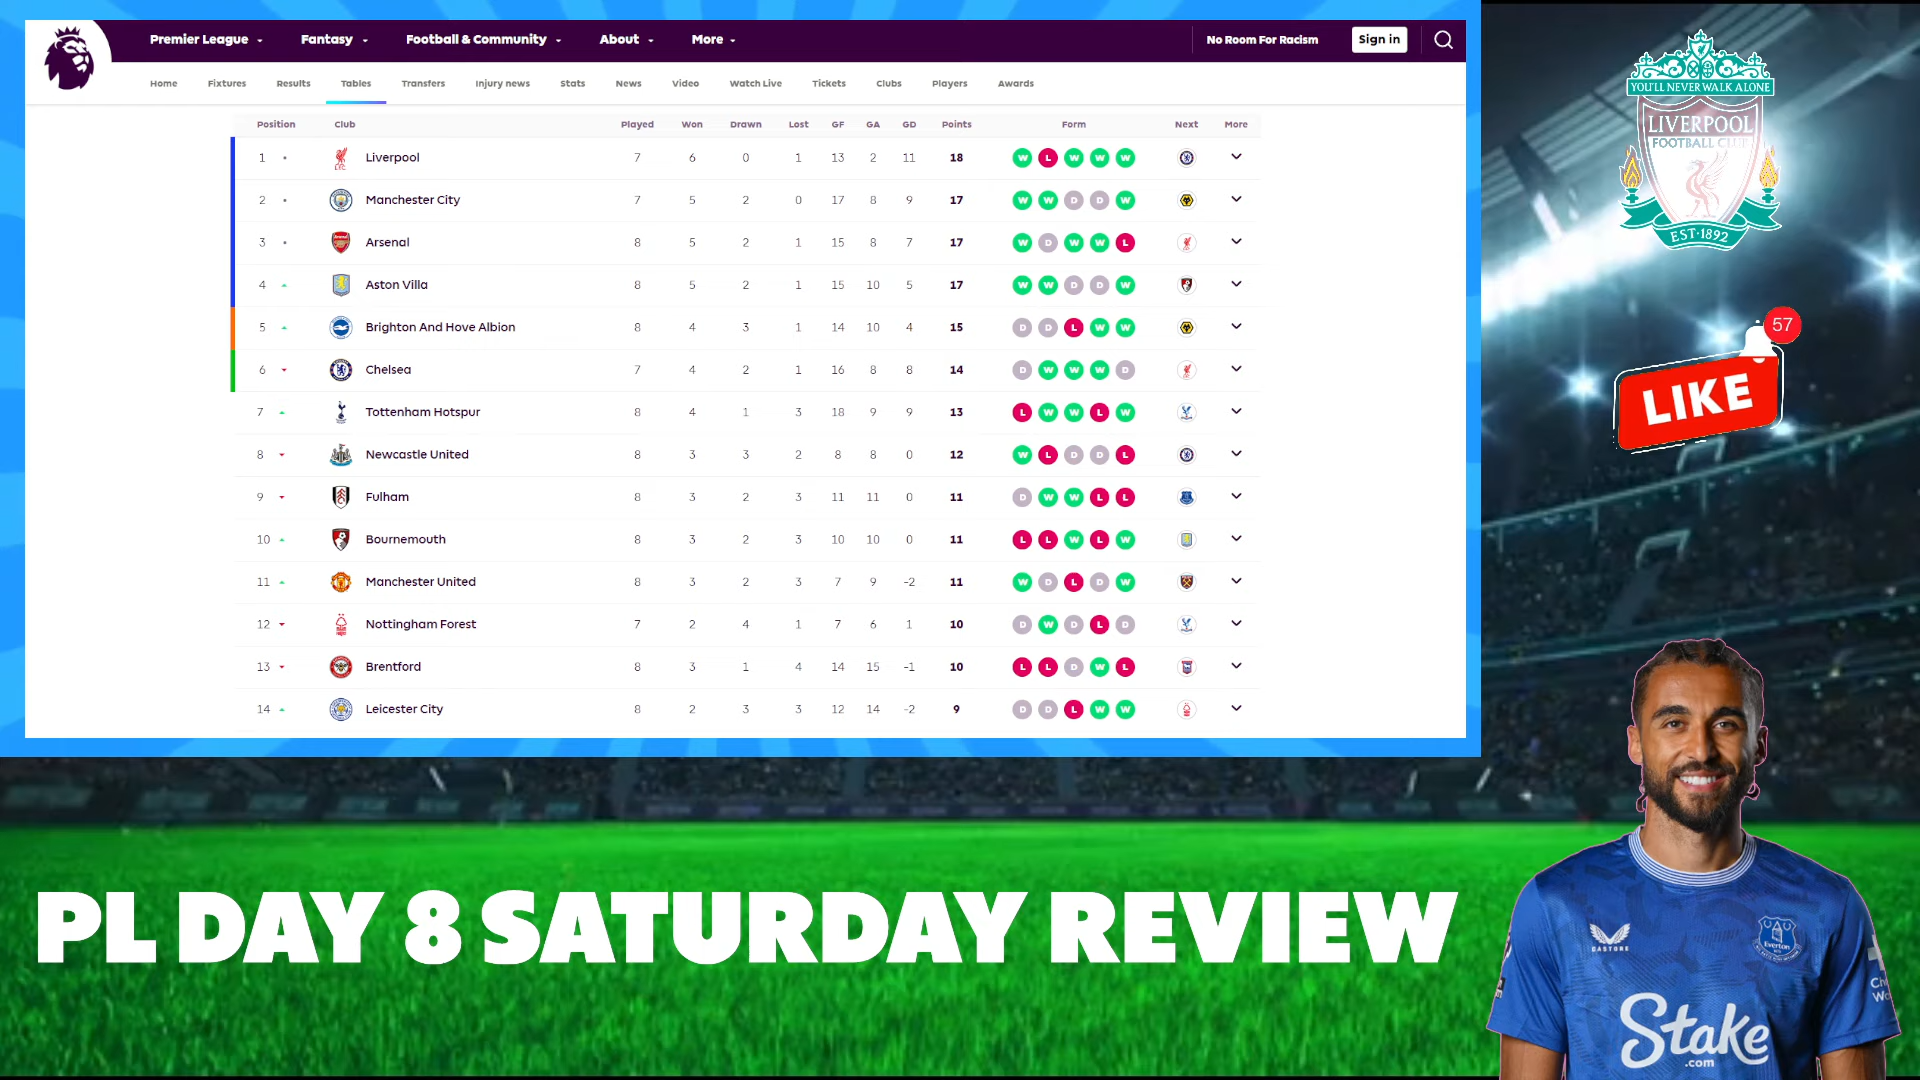 Premier League Fantasy Football & Community About More No Room For Racism Sign in
Home Fixtures Results Tables Transfers Injury news Stats News Video Watch Live Tickets Clubs Players Awards
Position Club Played Won Drawn Lost GF GA GD Points Form Next More
1 Liverpool 7 6 0 1 13 2 11 18 W L W W W
2 Manchester City 7 5 2 0 17 8 9 17 W W D D W
3 Arsenal 8 5 2 1 15 8 7 17 W D W W L
4 Aston Villa 8 5 2 1 15 10 5 17 W W D D W
5 Brighton And Hove Albion 8 4 3 1 14 10 4 15 D D L W W
6 Chelsea 7 4 2 1 16 8 8 14 D W W W D
7 Tottenham Hotspur 8 4 1 3 18 9 9 13 L W W L W
8 Newcastle United 8 3 3 2 8 8 0 12 W L D D L
9 Fulham 8 3 2 3 11 11 0 11 D W W L L
10 Bournemouth 8 3 2 3 10 10 0 11 L L W L W
11 Manchester United 8 3 2 3 7 9 -2 11 W D L D W
12 Nottingham Forest 7 2 4 1 7 6 1 10 D W D L D
13 Brentford 8 3 1 4 14 15 -1 10 L L D W L
14 Leicester City 8 2 3 3 12 14 -2 9 D D L W W
YOU'LL NEVER WALK ALONE
LIVERPOOL
FOOTBALL CLUB
EST·1892
57
LIKE
PL DAY 8 SATURDAY REVIEW
CASTORE
Everton
Stake
.com